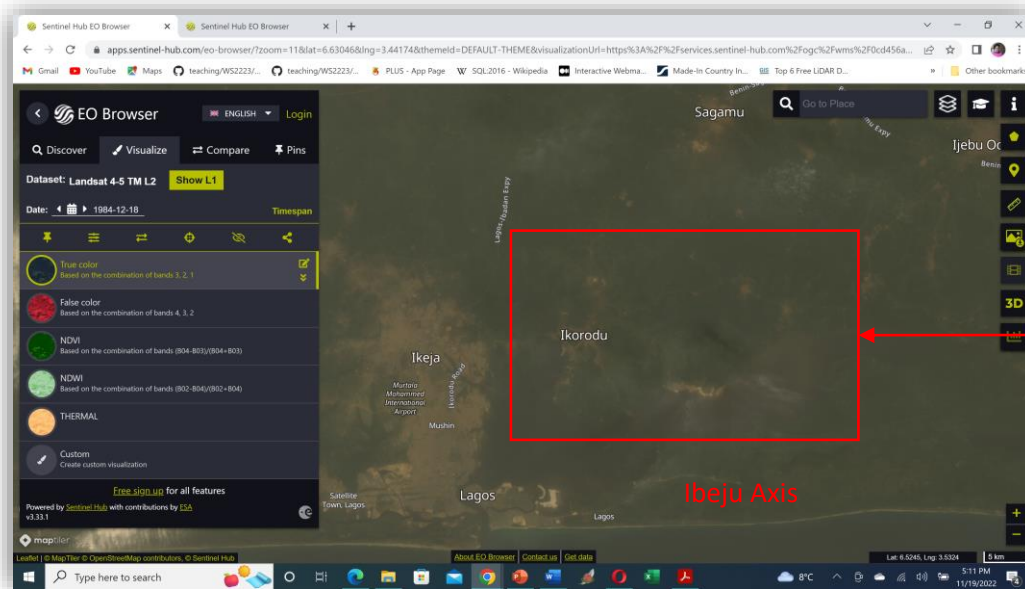 Sentinel Hub EO Browser
Sentinel Hub EO Browser
apps.sentinel-hub.com/eo-browser/?zoom=11&lat=6.63046&lng=3.44174&themeId=DEFAULT-THEME&visualizationUrl=https%3A%2F%2Fservices.sentinel-hub.com%2Fogc%2Fwms%2F0cd456a...
Gmail
YouTube
Maps
teaching/WS2223/...
teaching/WS2223/...
PLUS - App Page
SQL:2016 - Wikipedia
Interactive Webma...
Made-In Country In...
Top 6 Free LiDAR D...
»
Other bookmarks
EO Browser
ENGLISH
Login
Discover
Visualize
Compare
Pins
Dataset: Landsat 4-5 TM L2
Show L1
Date: 1984-12-18
Timespan
True color
Based on the combination of bands 3, 2, 1
False color
Based on the combination of bands 4, 3, 2
NDVI
Based on the combination of bands (B04-B03)/(B04+B03)
NDWI
Based on the combination of bands (B02-B04)/(B02+B04)
THERMAL
Custom
Create custom visualization
Free sign up for all features
Powered by Sentinel Hub with contributions by ESA
v3.33.1
maptiler
Leaflet | © MapTiler © OpenStreetMap contributors, © Sentinel Hub
Go to Place
Sagamu
Ijebu Od
Lagos-Ibadan Expy
Ikorodu
Ikeja
Ikorodu Road
Murtala
Mohammed
International
Airport
Mushin
Satellite
Town, Lagos
Lagos
Lagos
Ibeju Axis
3D
About EO Browser
Contact us
Get data
Lat: 6.5245, Lng: 3.5324
5 km
Type here to search
8°C
5:11 PM
11/19/2022